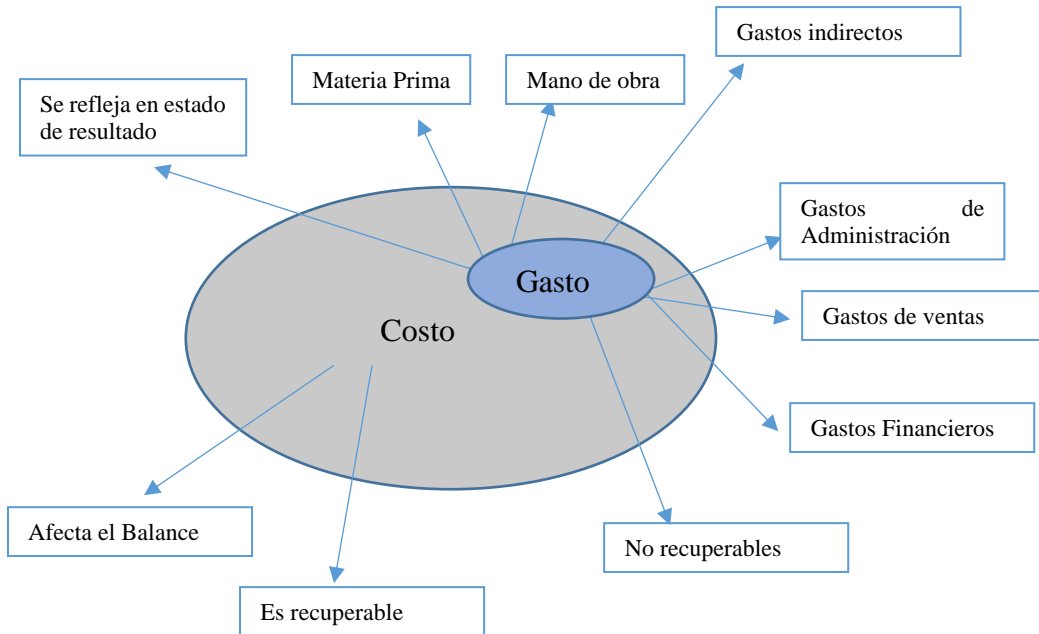 Gastos indirectos
Materia Prima
Mano de obra
Se refleja en estado
de resultado
Gastos de
Administración
Gasto
Gastos de ventas
Costo
Gastos Financieros
Afecta el Balance
No recuperables
Es recuperable